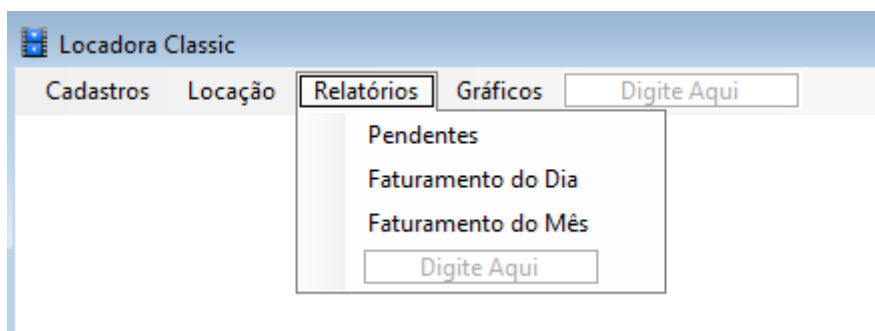 Locadora Classic
Cadastros Locação Relatórios Gráficos Digite Aqui
Pendentes
Faturamento do Dia
Faturamento do Mês
Digite Aqui